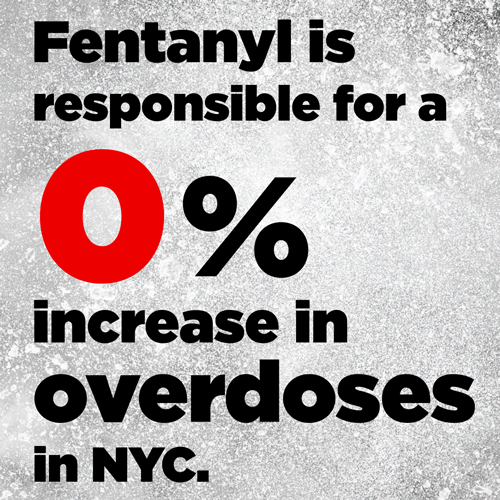 Fentanyl is
responsible for a
0%
increase in
overdoses
in NYC.